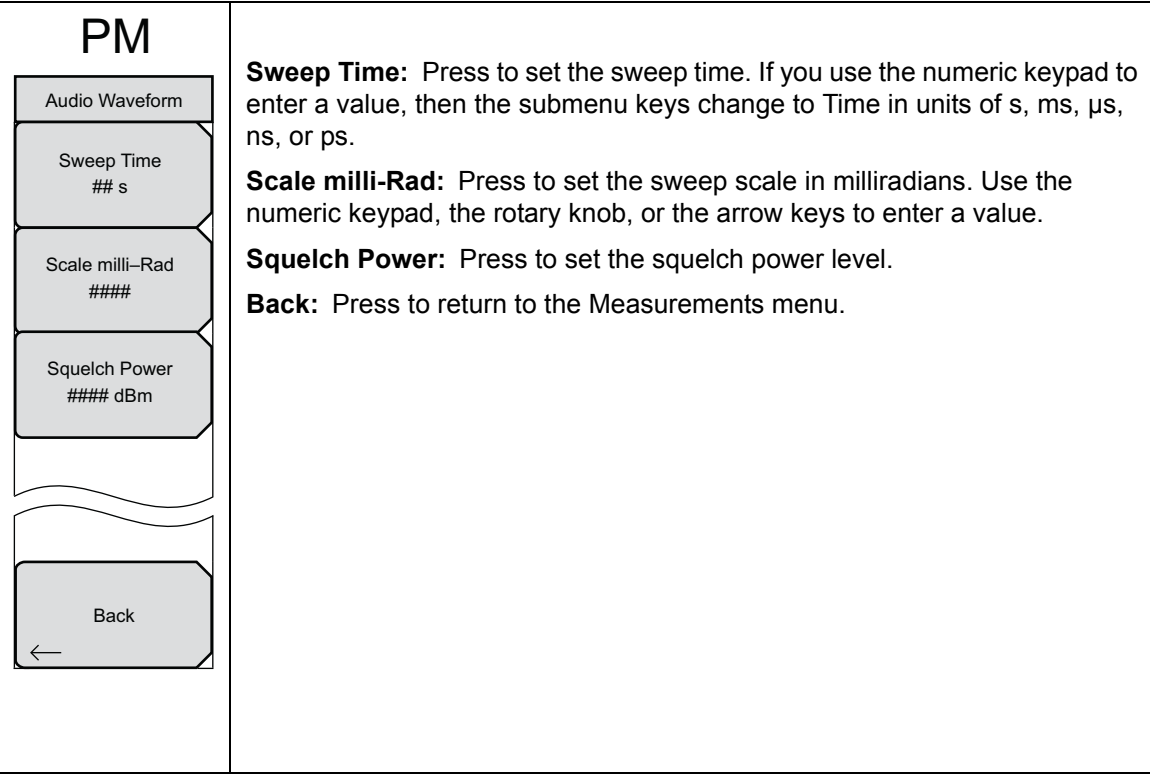 PM
Audio Waveform
Sweep Time
## s
Scale milli–Rad
####
Squelch Power
#### dBm
Back
Sweep Time: Press to set the sweep time. If you use the numeric keypad to
enter a value, then the submenu keys change to Time in units of s, ms, µs,
ns, or ps.
Scale milli-Rad: Press to set the sweep scale in milliradians. Use the
numeric keypad, the rotary knob, or the arrow keys to enter a value.
Squelch Power: Press to set the squelch power level.
Back: Press to return to the Measurements menu.